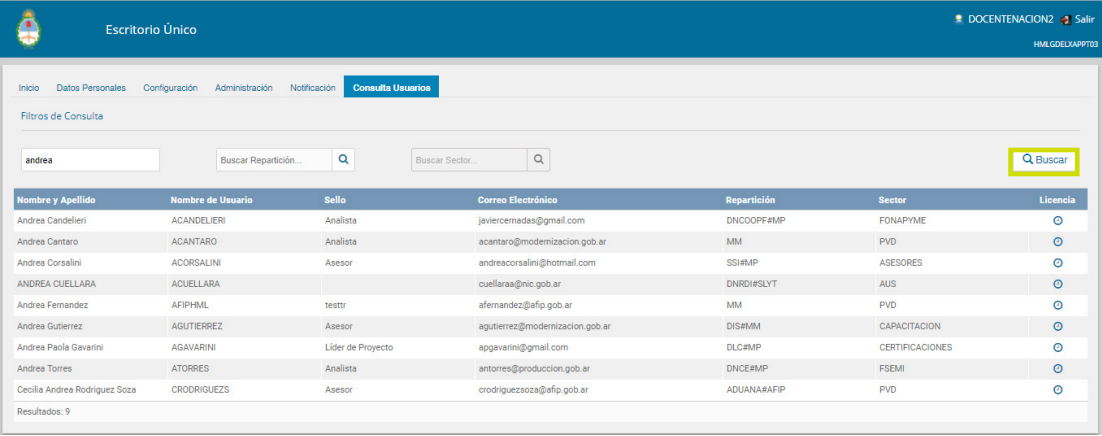 Escritorio Único
DOCENTENACION2 Salir
HMLGDELXAPPT03
Inicio Datos Personales Configuración Administración Notificación Consulta Usuarios
Filtros de Consulta
andrea Buscar Repartición... Buscar Sector... Buscar
Nombre y Apellido Nombre de Usuario Sello Correo Electrónico Repartición Sector Licencia
Andrea Candelieri ACANDELIERI Analista javiercernadas@gmail.com DNCOOPF#MP FONAPYME
Andrea Cantaro ACANTARO Analista acantaro@modernizacion.gob.ar MM PVD
Andrea Corsalini ACORSALINI Asesor andreacorsalini@hotmail.com SSI#MP ASESORES
ANDREA CUELLARA ACUELLARA cuellaraa@nic.gob.ar DNRDI#SLYT AUS
Andrea Fernandez AFIPHML testtr afernandez@afip.gob.ar MM PVD
Andrea Gutierrez AGUTIERREZ Asesor agutierrez@modernizacion.gob.ar DIS#MM CAPACITACION
Andrea Paola Gavarini AGAVARINI Líder de Proyecto apgavarini@gmail.com DLC#MP CERTIFICACIONES
Andrea Torres ATORRES Analista antorres@produccion.gob.ar DNCE#MP FSEMI
Cecilia Andrea Rodriguez Soza CRODRIGUEZS Asesor crodriguezsoza@afip.gob.ar ADUANA#AFIP PVD
Resultados: 9